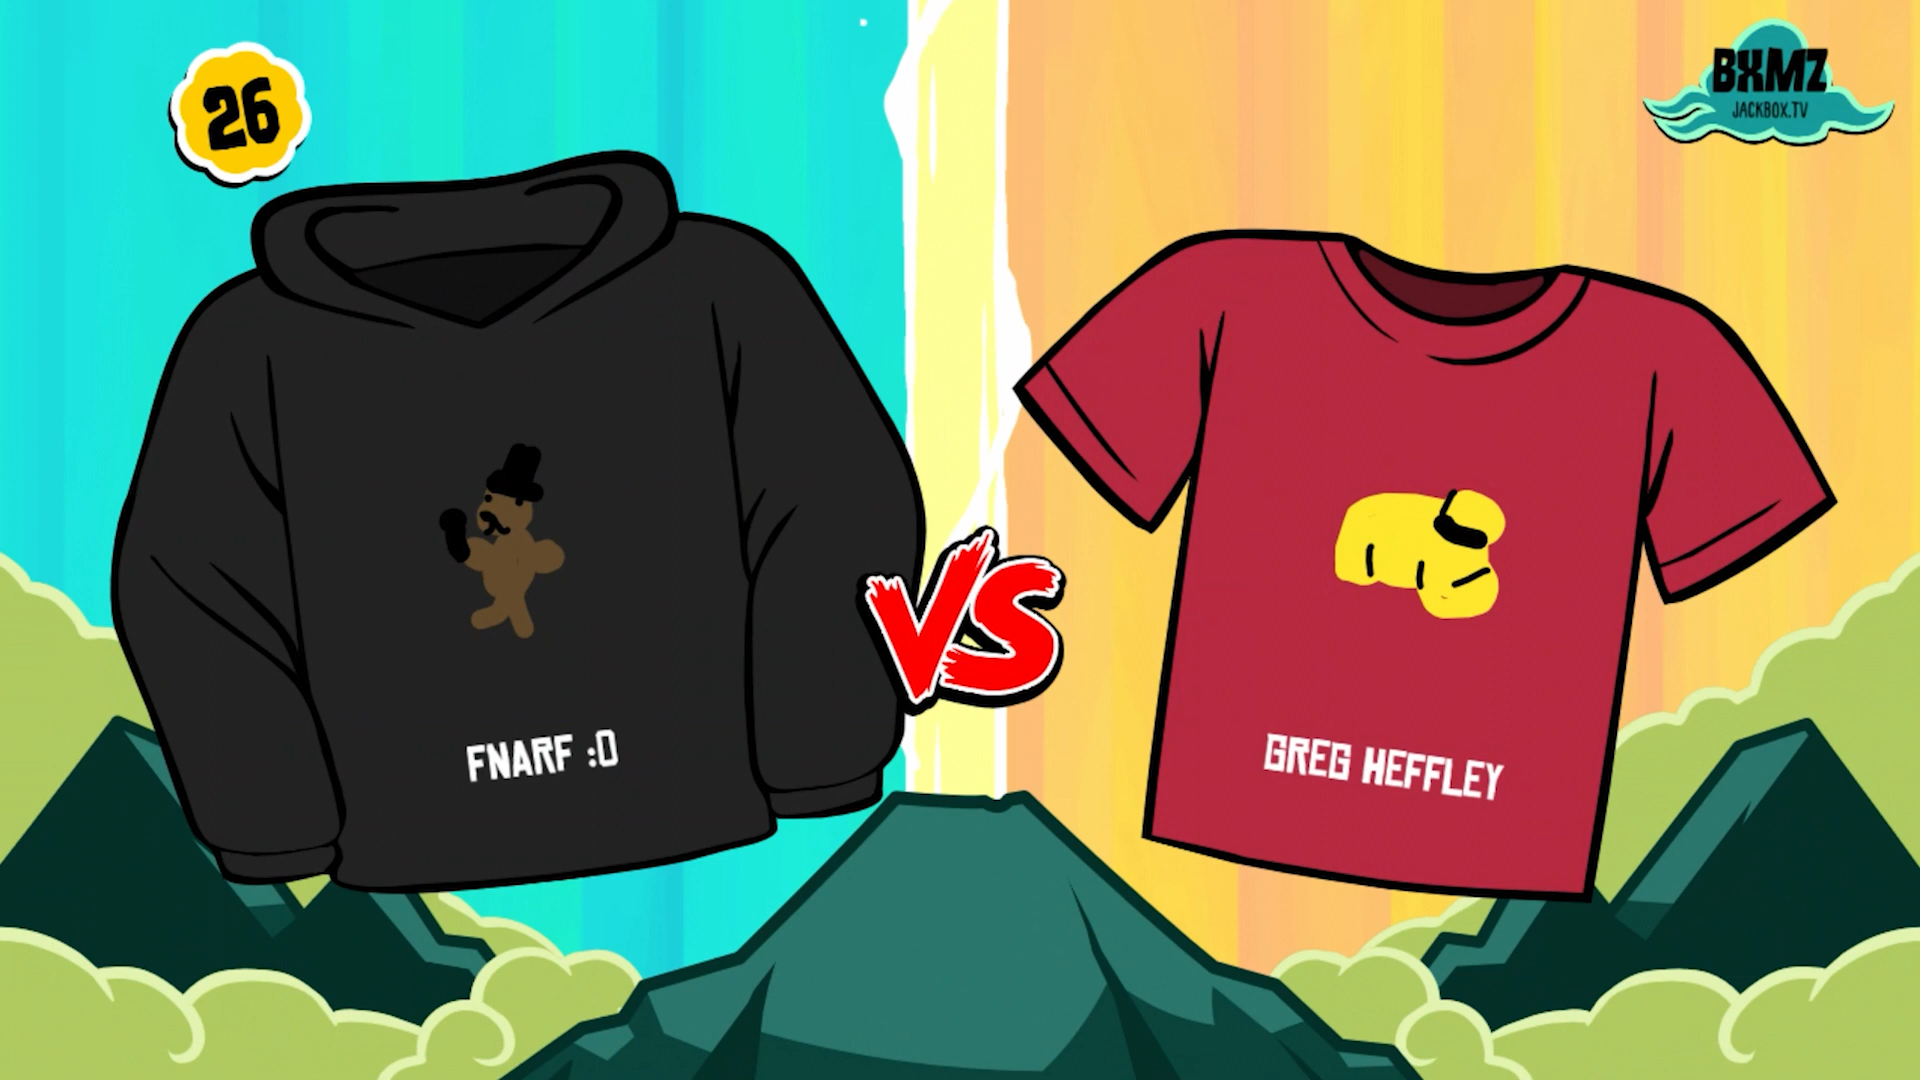 26
BXMZ
JACKBOX.TV
VS
FNARF :D
GREG HEFFLEY